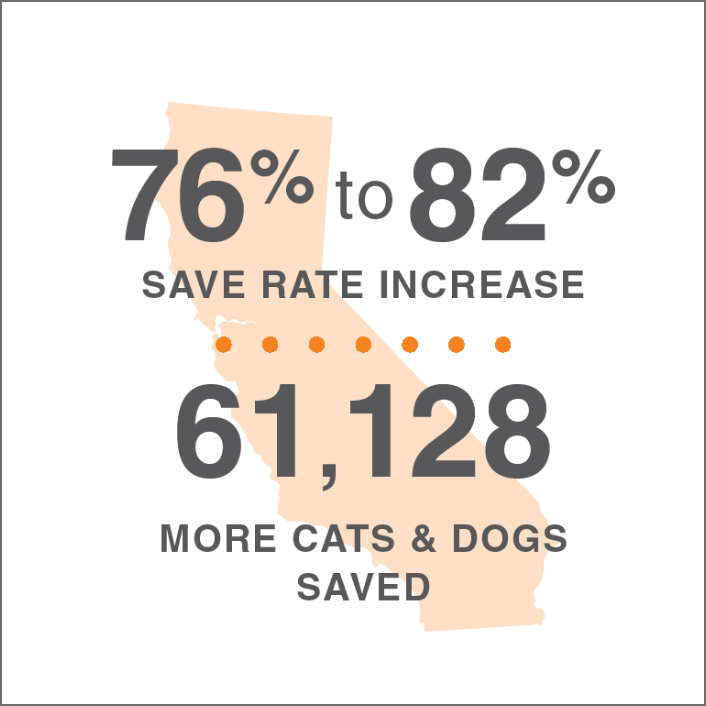 76% to 82%
SAVE RATE INCREASE
61,128
MORE CATS & DOGS
SAVED